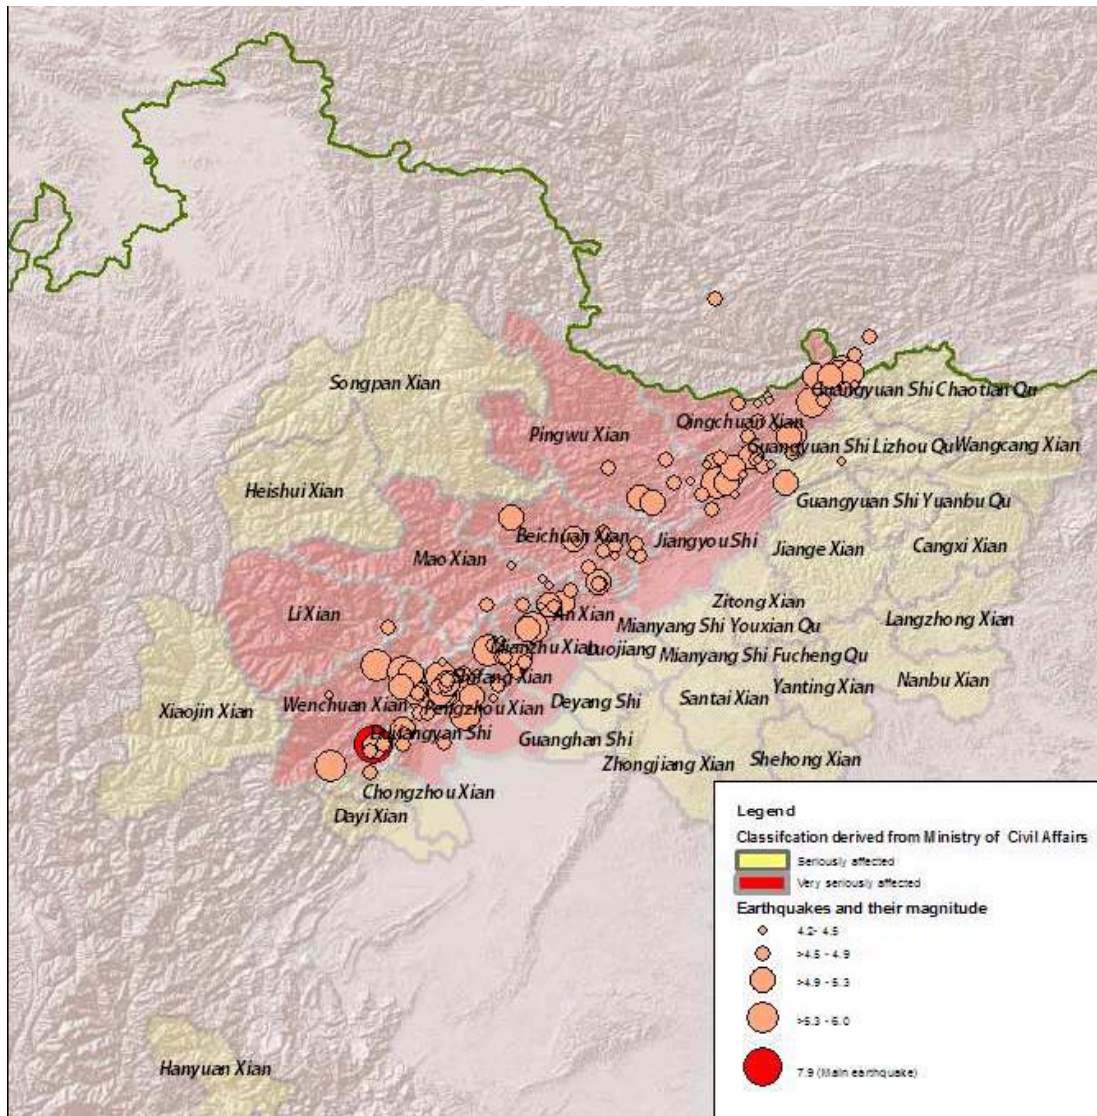 Songpan Xian
Guangyuan Shi Chaotian Qu
Qingchuan Xian
Pingwu Xian
Guangyuan Shi Lizhou Qu
Wangcang Xian
Heishui Xian
Guangyuan Shi Yuanbu Qu
Beichuan Xian
Jiangyou Shi
Jiange Xian
Cangxi Xian
Mao Xian
Zitong Xian
Li Xian
An Xian
Langzhong Xian
Mianyang Shi Youxian Qu
Mianzhu Xian
Luojiang
Mianyang Shi Fucheng Qu
Shifang Xian
Nanbu Xian
Yanting Xian
Santai Xian
Deyang Shi
Wenchuan Xian
Pengzhou Xian
Xiaojin Xian
Dujiangyan Shi
Guanghan Shi
Zhongjiang Xian
Shehong Xian
Chongzhou Xian
Dayi Xian
Hanyuan Xian
Legend
Classifcation derived from Ministry of Civil Affairs
Seriously affected
Very seriously affected
Earthquakes and their magnitude
4.2- 4.5
>4.5 - 4.9
>4.9 - 5.3
>5.3 - 6.0
7.9 (Main earthquake)